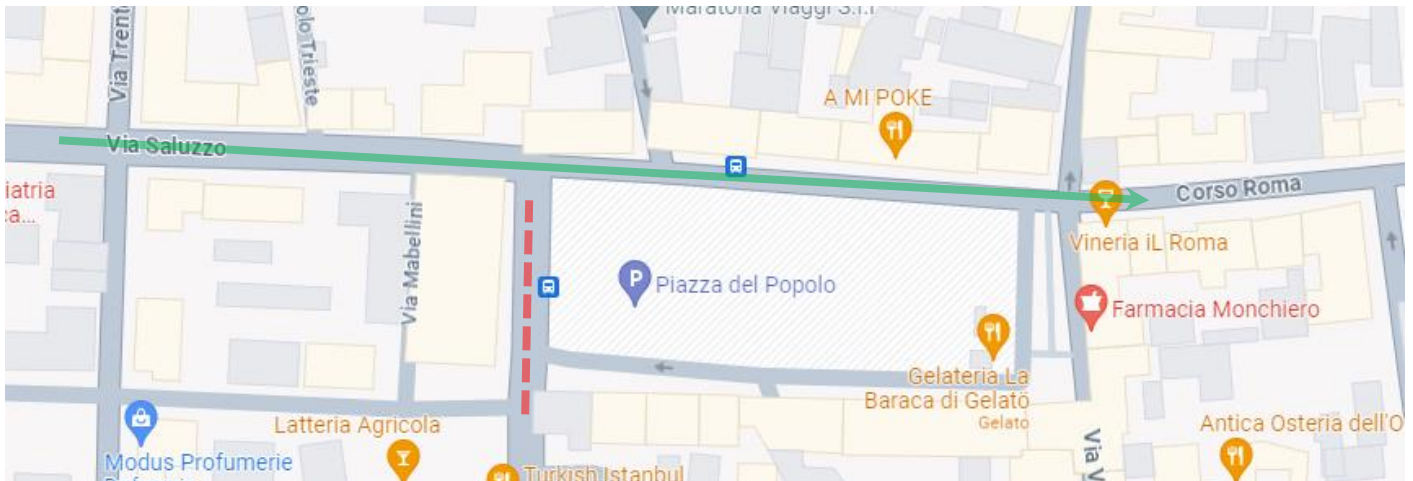 Maratona Viaggi S.r.l
Via Trento
olo Trieste
A MI POKE
Via Saluzzo
Corso Roma
iatria
ca...
Via Mabellini
Vineria iL Roma
P
Piazza del Popolo
Farmacia Monchiero
Gelateria La
Baraca di Gelato
Gelato
Latteria Agricola
Antica Osteria dell'O
Via V
Modus Profumerie
Turkish Istanbul